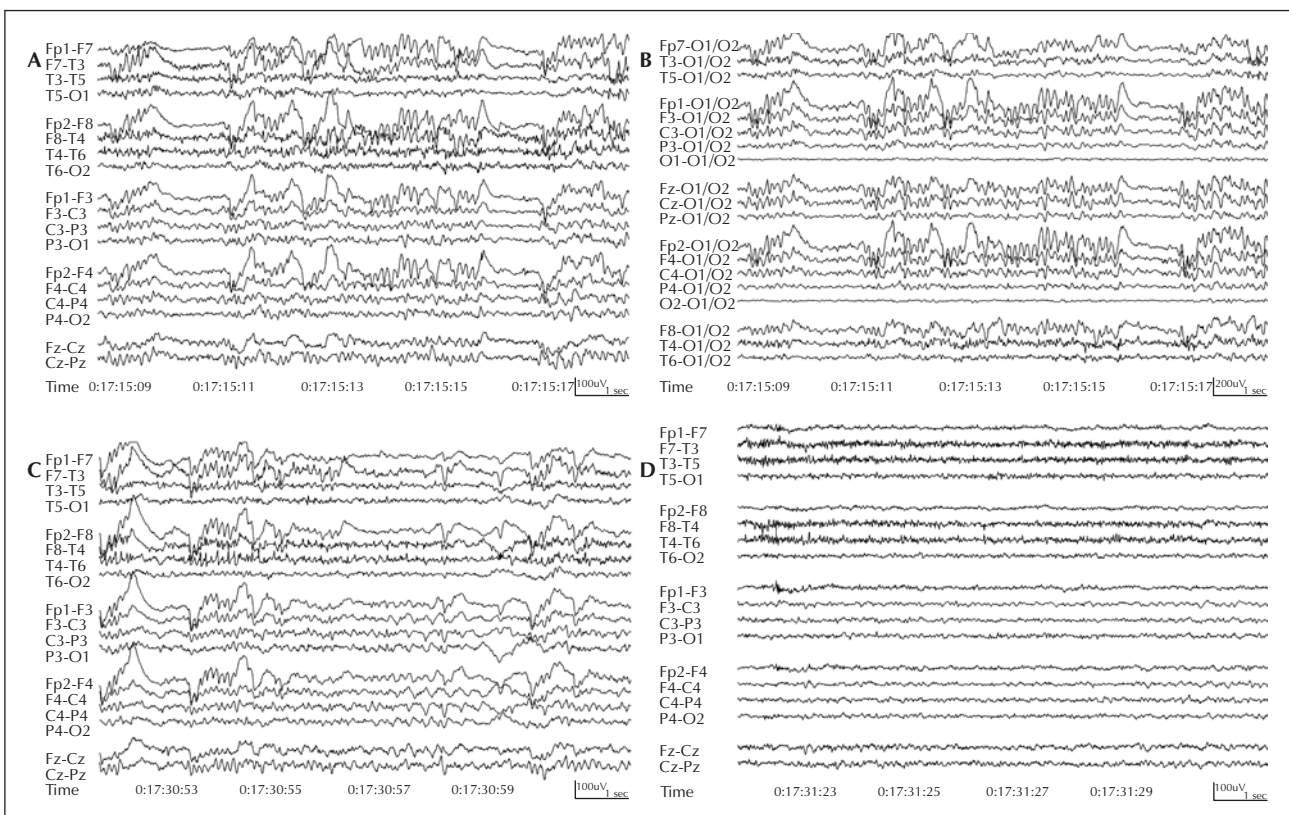 A
Fp1-F7
F7-T3
T3-T5
T5-O1
Fp2-F8
F8-T4
T4-T6
T6-O2
Fp1-F3
F3-C3
C3-P3
P3-O1
Fp2-F4
F4-C4
C4-P4
P4-O2
Fz-Cz
Cz-Pz
Time 0:17:15:09 0:17:15:11 0:17:15:13 0:17:15:15 0:17:15:17 100uV 1 sec
B
Fp7-O1/O2
T3-O1/O2
T5-O1/O2
Fp1-O1/O2
F3-O1/O2
C3-O1/O2
P3-O1/O2
O1-O1/O2
Fz-O1/O2
Cz-O1/O2
Pz-O1/O2
Fp2-O1/O2
F4-O1/O2
C4-O1/O2
P4-O1/O2
O2-O1/O2
F8-O1/O2
T4-O1/O2
T6-O1/O2
Time 0:17:15:09 0:17:15:11 0:17:15:13 0:17:15:15 0:17:15:17 200uV 1 sec
C
Fp1-F7
F7-T3
T3-T5
T5-O1
Fp2-F8
F8-T4
T4-T6
T6-O2
Fp1-F3
F3-C3
C3-P3
P3-O1
Fp2-F4
F4-C4
C4-P4
P4-O2
Fz-Cz
Cz-Pz
Time 0:17:30:53 0:17:30:55 0:17:30:57 0:17:30:59 100uV 1 sec
D
Fp1-F7
F7-T3
T3-T5
T5-O1
Fp2-F8
F8-T4
T4-T6
T6-O2
Fp1-F3
F3-C3
C3-P3
P3-O1
Fp2-F4
F4-C4
C4-P4
P4-O2
Fz-Cz
Cz-Pz
Time 0:17:31:23 0:17:31:25 0:17:31:27 0:17:31:29 100uV 1 sec